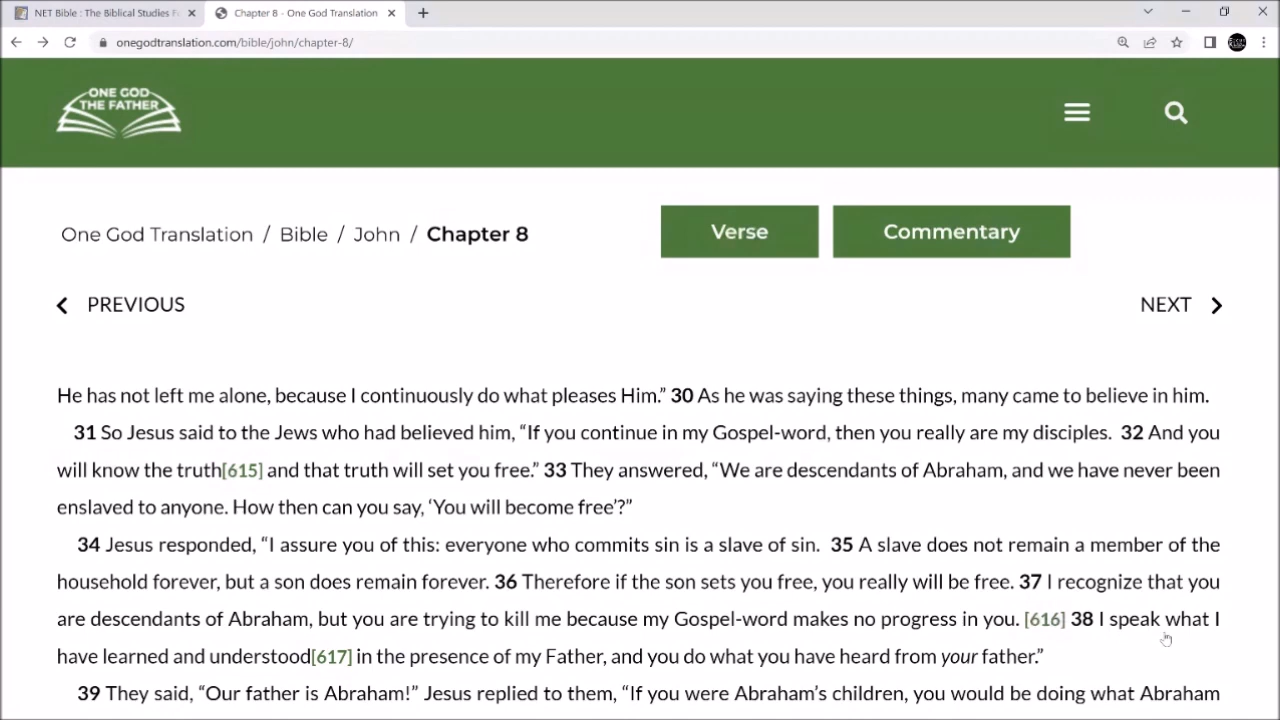 NET Bible : The Biblical Studies F
Chapter 8 - One God Translation
onegodtranslation.com/bible/john/chapter-8/
ONE GOD
THE FATHER
One God Translation / Bible / John / Chapter 8
Verse
Commentary
PREVIOUS
NEXT
He has not left me alone, because I continuously do what pleases Him.” 30 As he was saying these things, many came to believe in him.
31 So Jesus said to the Jews who had believed him, “If you continue in my Gospel-word, then you really are my disciples. 32 And you
will know the truth[615] and that truth will set you free.” 33 They answered, “We are descendants of Abraham, and we have never been
enslaved to anyone. How then can you say, ‘You will become free’?”
34 Jesus responded, “I assure you of this: everyone who commits sin is a slave of sin. 35 A slave does not remain a member of the
household forever, but a son does remain forever. 36 Therefore if the son sets you free, you really will be free. 37 I recognize that you
are descendants of Abraham, but you are trying to kill me because my Gospel-word makes no progress in you. [616] 38 I speak what I
have learned and understood[617] in the presence of my Father, and you do what you have heard from your father.”
39 They said, “Our father is Abraham!” Jesus replied to them, “If you were Abraham’s children, you would be doing what Abraham